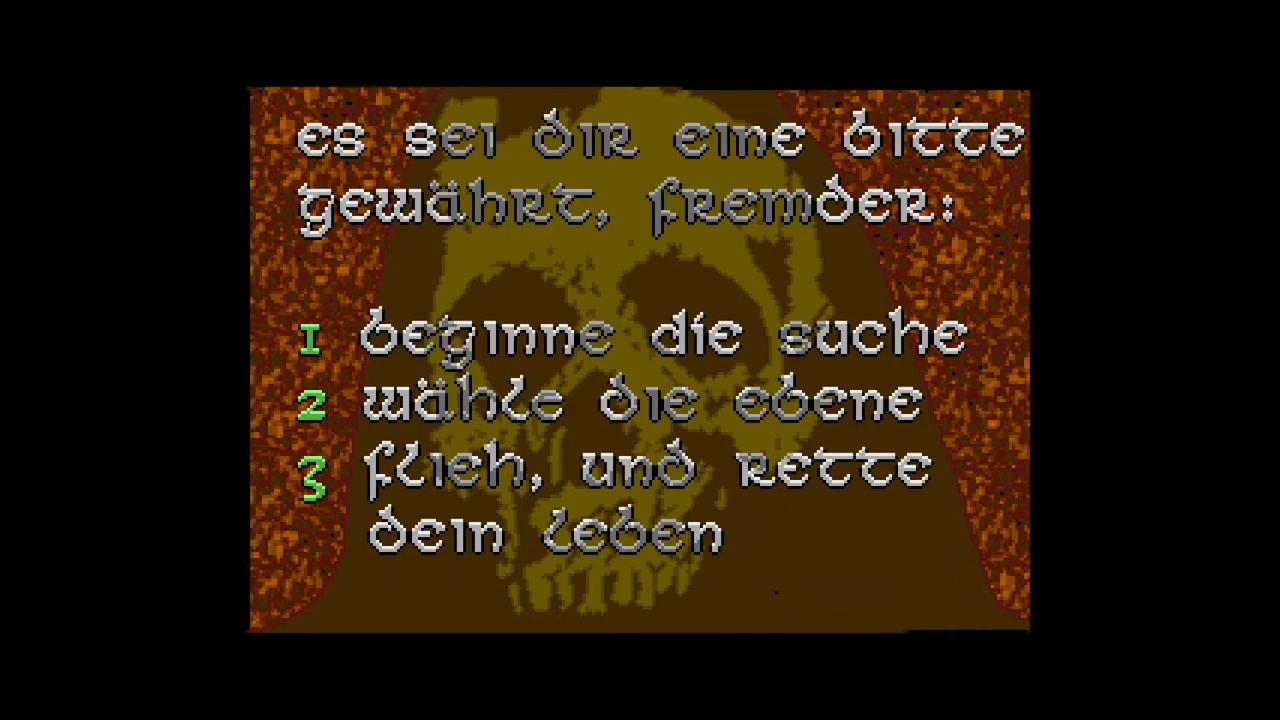 es sei dir eine bitte
gewährt, fremder:
1 beginne die suche
2 wähle die ebene
3 flieh, und rette
dein leben